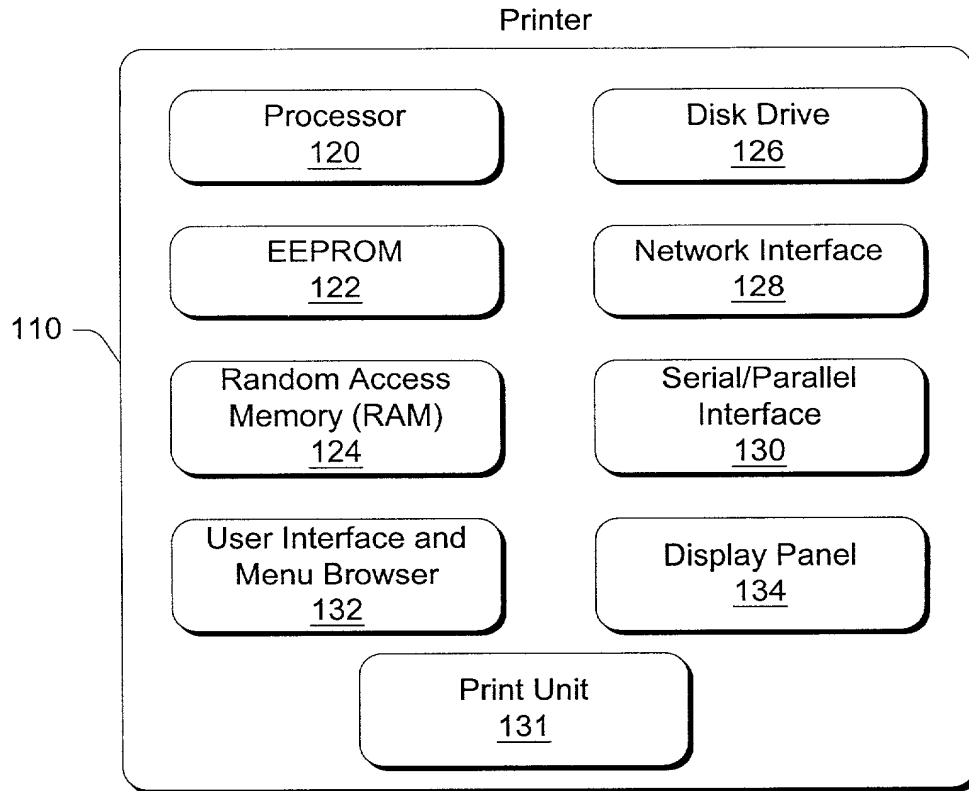 Printer
Processor
120
Disk Drive
126
EEPROM
122
Network Interface
128
110
Random Access
Memory (RAM)
124
Serial/Parallel
Interface
130
User Interface and
Menu Browser
132
Display Panel
134
Print Unit
131